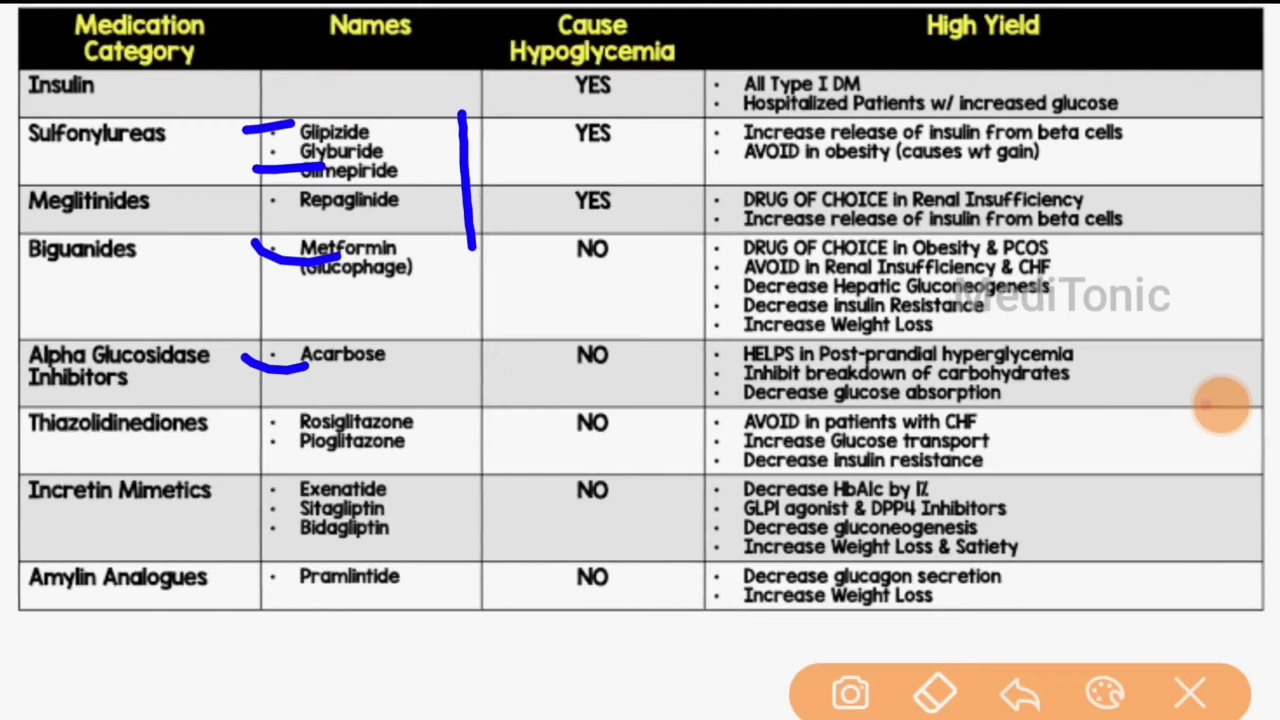 Medication Category
Names
Cause Hypoglycemia
High Yield
Insulin
YES
· All Type I DM
· Hospitalized Patients w/ increased glucose
Sulfonylureas
· Glipizide
· Glyburide
Glimepiride
YES
· Increase release of insulin from beta cells
· AVOID in obesity (causes wt gain)
Meglitinides
· Repaglinide
YES
· DRUG OF CHOICE in Renal Insufficiency
· Increase release of insulin from beta cells
Biguanides
· Metformin
(Glucophage)
NO
· DRUG OF CHOICE in Obesity & PCOS
· AVOID in Renal Insufficiency & CHF
· Decrease Hepatic Gluconeogenesis
· Decrease insulin Resistance
· Increase Weight Loss
MediTonic
Alpha Glucosidase
Inhibitors
· Acarbose
NO
· HELPS in Post-prandial hyperglycemia
· Inhibit breakdown of carbohydrates
· Decrease glucose absorption
Thiazolidinediones
· Rosiglitazone
· Pioglitazone
NO
· AVOID in patients with CHF
· Increase Glucose transport
· Decrease insulin resistance
Incretin Mimetics
· Exenatide
· Sitagliptin
· Bidagliptin
NO
· Decrease HbA1c by 1%
· GLP1 agonist & DPP4 Inhibitors
· Decrease gluconeogenesis
· Increase Weight Loss & Satiety
Amylin Analogues
· Pramlintide
NO
· Decrease glucagon secretion
· Increase Weight Loss